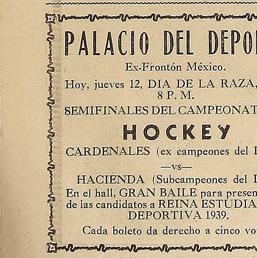 PALACIO DEL DEPO
Ex-Frontón México.
Hoy, jueves 12, DIA DE LA RAZA,
8 P. M.
SEMIFINALES DEL CAMPEONAT
HOCKEY
CARDENALES (ex campeones del I
—vs—
HACIENDA (Subcampeones del I
En el hall, GRAN BAILE para presen
de las candidatos a REINA ESTUDIA
DEPORTIVA 1939.
Cada boleto da derecho a cinco vo